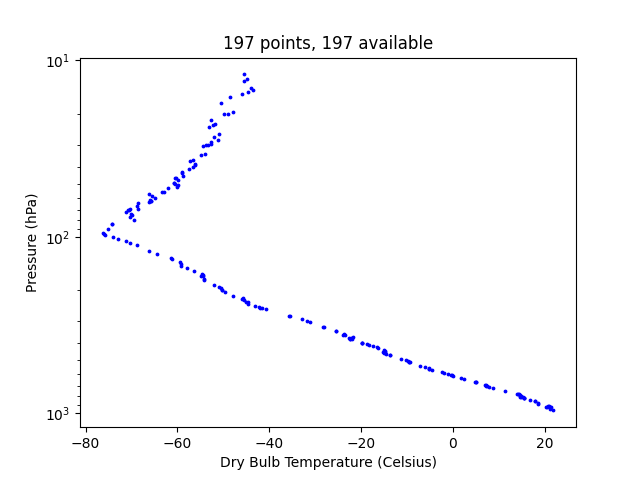 197 points, 197 available
10¹
10²
10³
Pressure (hPa)
−80 −60 −40 −20 0 20
Dry Bulb Temperature (Celsius)